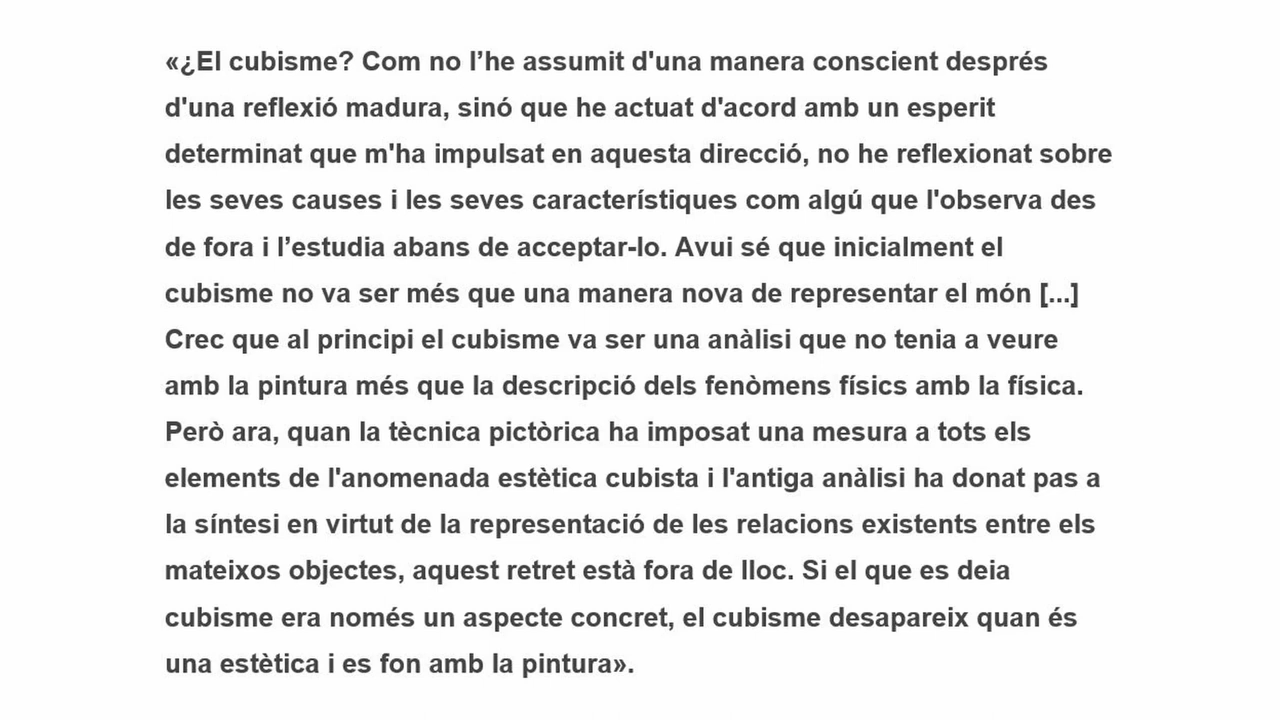 «¿El cubisme? Com no l’he assumit d'una manera conscient després
d'una reflexió madura, sinó que he actuat d'acord amb un esperit
determinat que m'ha impulsat en aquesta direcció, no he reflexionat sobre
les seves causes i les seves característiques com algú que l'observa des
de fora i l’estudia abans de acceptar-lo. Avui sé que inicialment el
cubisme no va ser més que una manera nova de representar el món [...]
Crec que al principi el cubisme va ser una anàlisi que no tenia a veure
amb la pintura més que la descripció dels fenòmens físics amb la física.
Però ara, quan la tècnica pictòrica ha imposat una mesura a tots els
elements de l'anomenada estètica cubista i l'antiga anàlisi ha donat pas a
la síntesi en virtut de la representació de les relacions existents entre els
mateixos objectes, aquest retret està fora de lloc. Si el que es deia
cubisme era només un aspecte concret, el cubisme desapareix quan és
una estètica i es fon amb la pintura».